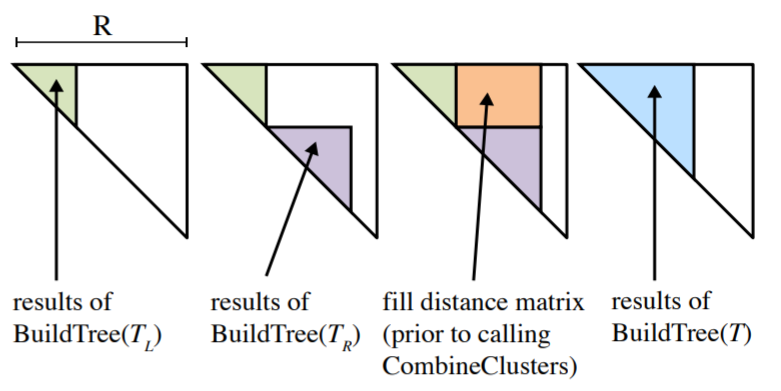 R
results of
BuildTree(T_L)
results of
BuildTree(T_R)
fill distance matrix
(prior to calling
CombineClusters)
results of
BuildTree(T)